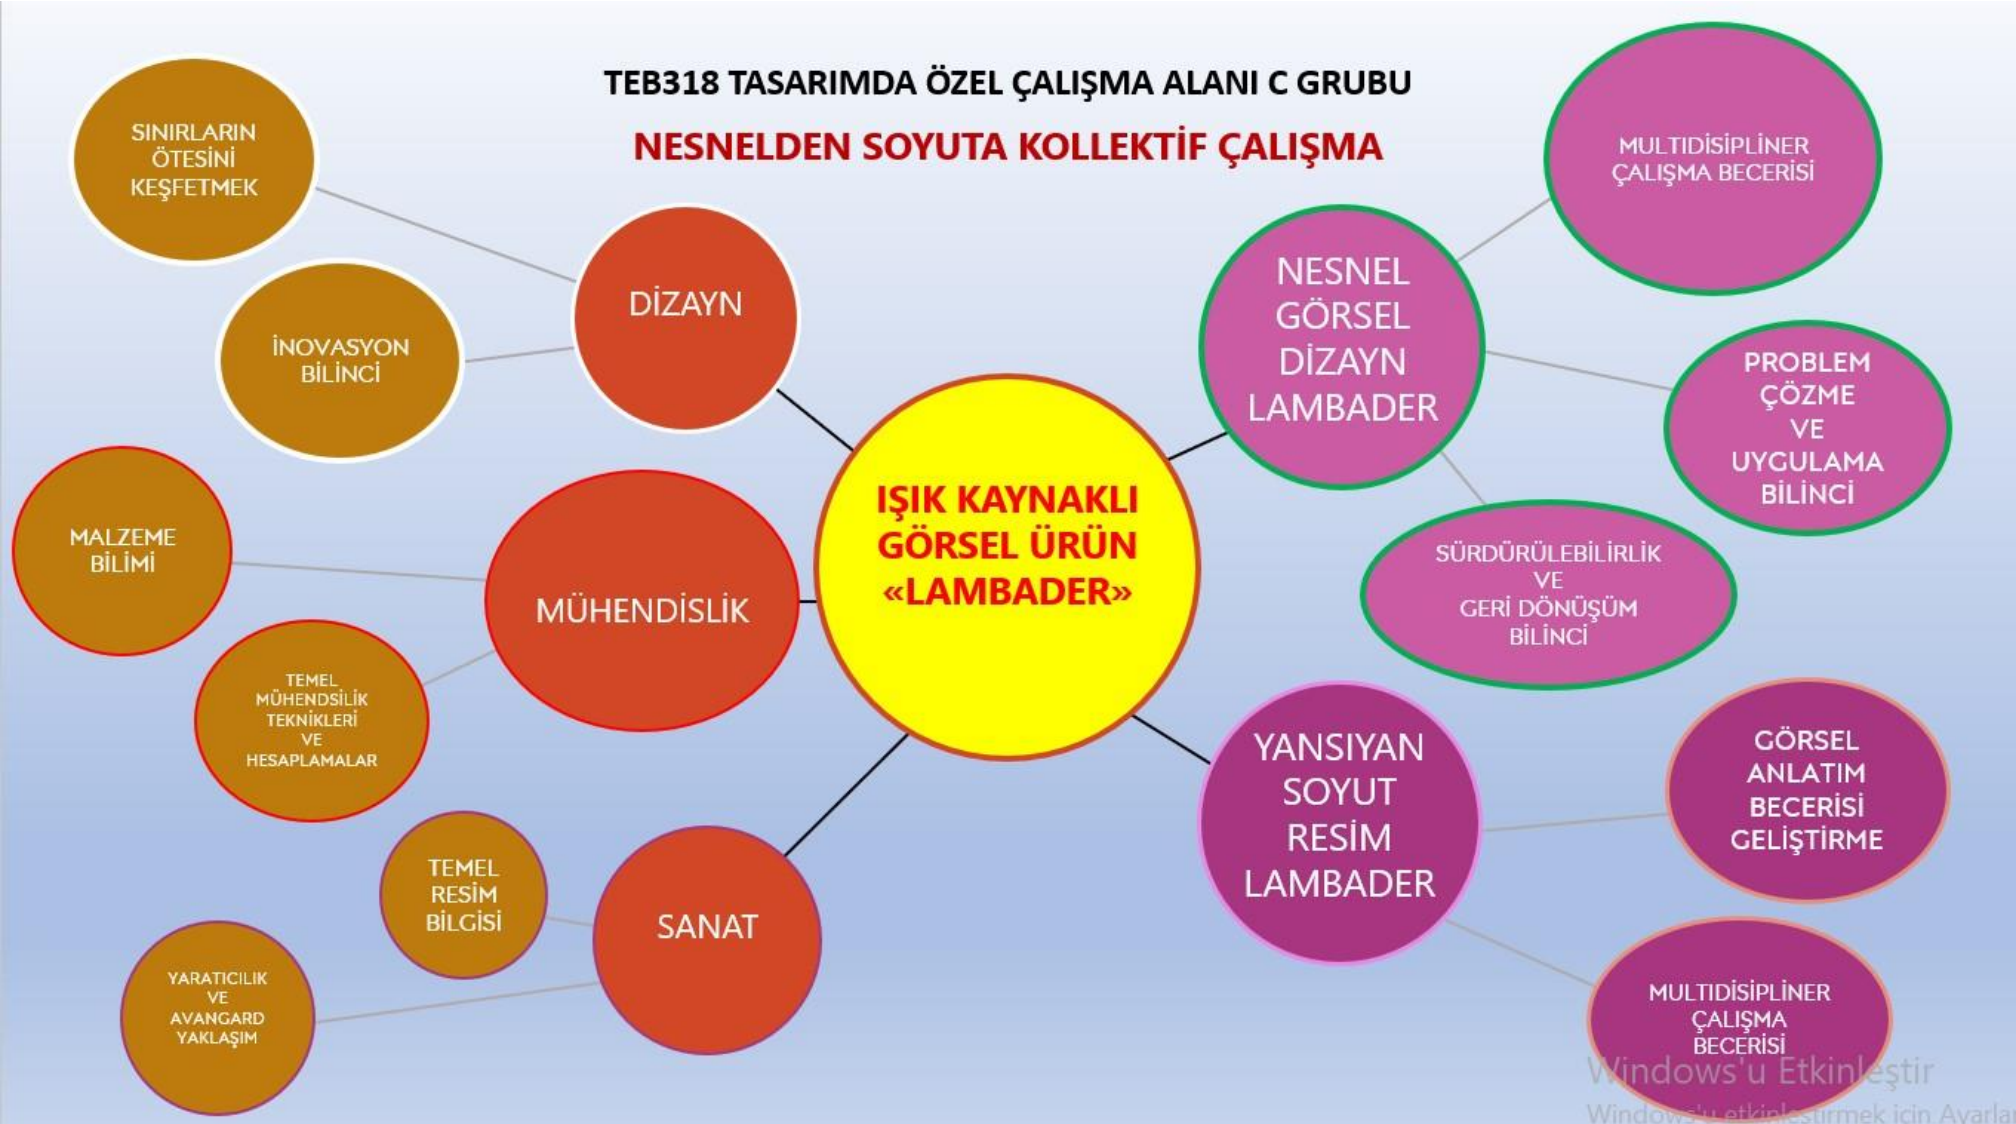 TEB318 TASARIMDA ÖZEL ÇALIŞMA ALANI C GRUBU
NESNELDEN SOYUTA KOLLEKTİF ÇALIŞMA
SINIRLARIN
ÖTESİNİ
KEŞFETMEK
İNOVASYON
BİLİNCİ
DİZAYN
MALZEME
BİLİMİ
TEMEL
MÜHENDSİLİK
TEKNİKLERİ
VE
HESAPLAMALAR
MÜHENDİSLİK
TEMEL
RESİM
BİLGİSİ
YARATICILIK
VE
AVANGARD
YAKLAŞIM
SANAT
IŞIK KAYNAKLI
GÖRSEL ÜRÜN
«LAMBADER»
NESNEL
GÖRSEL
DİZAYN
LAMBADER
MULTIDİSİPLİNER
ÇALIŞMA BECERİSİ
PROBLEM
ÇÖZME
VE
UYGULAMA
BİLİNCİ
SÜRDÜRÜLEBİLİRLİK
VE
GERİ DÖNÜŞÜM
BİLİNCİ
YANSIYAN
SOYUT
RESİM
LAMBADER
GÖRSEL
ANLATIM
BECERİSİ
GELİŞTİRME
MULTIDİSİPLİNER
ÇALIŞMA
BECERİSİ
Windows'u Etkinleştir
Windows'u etkinleştirmek için Ayarla